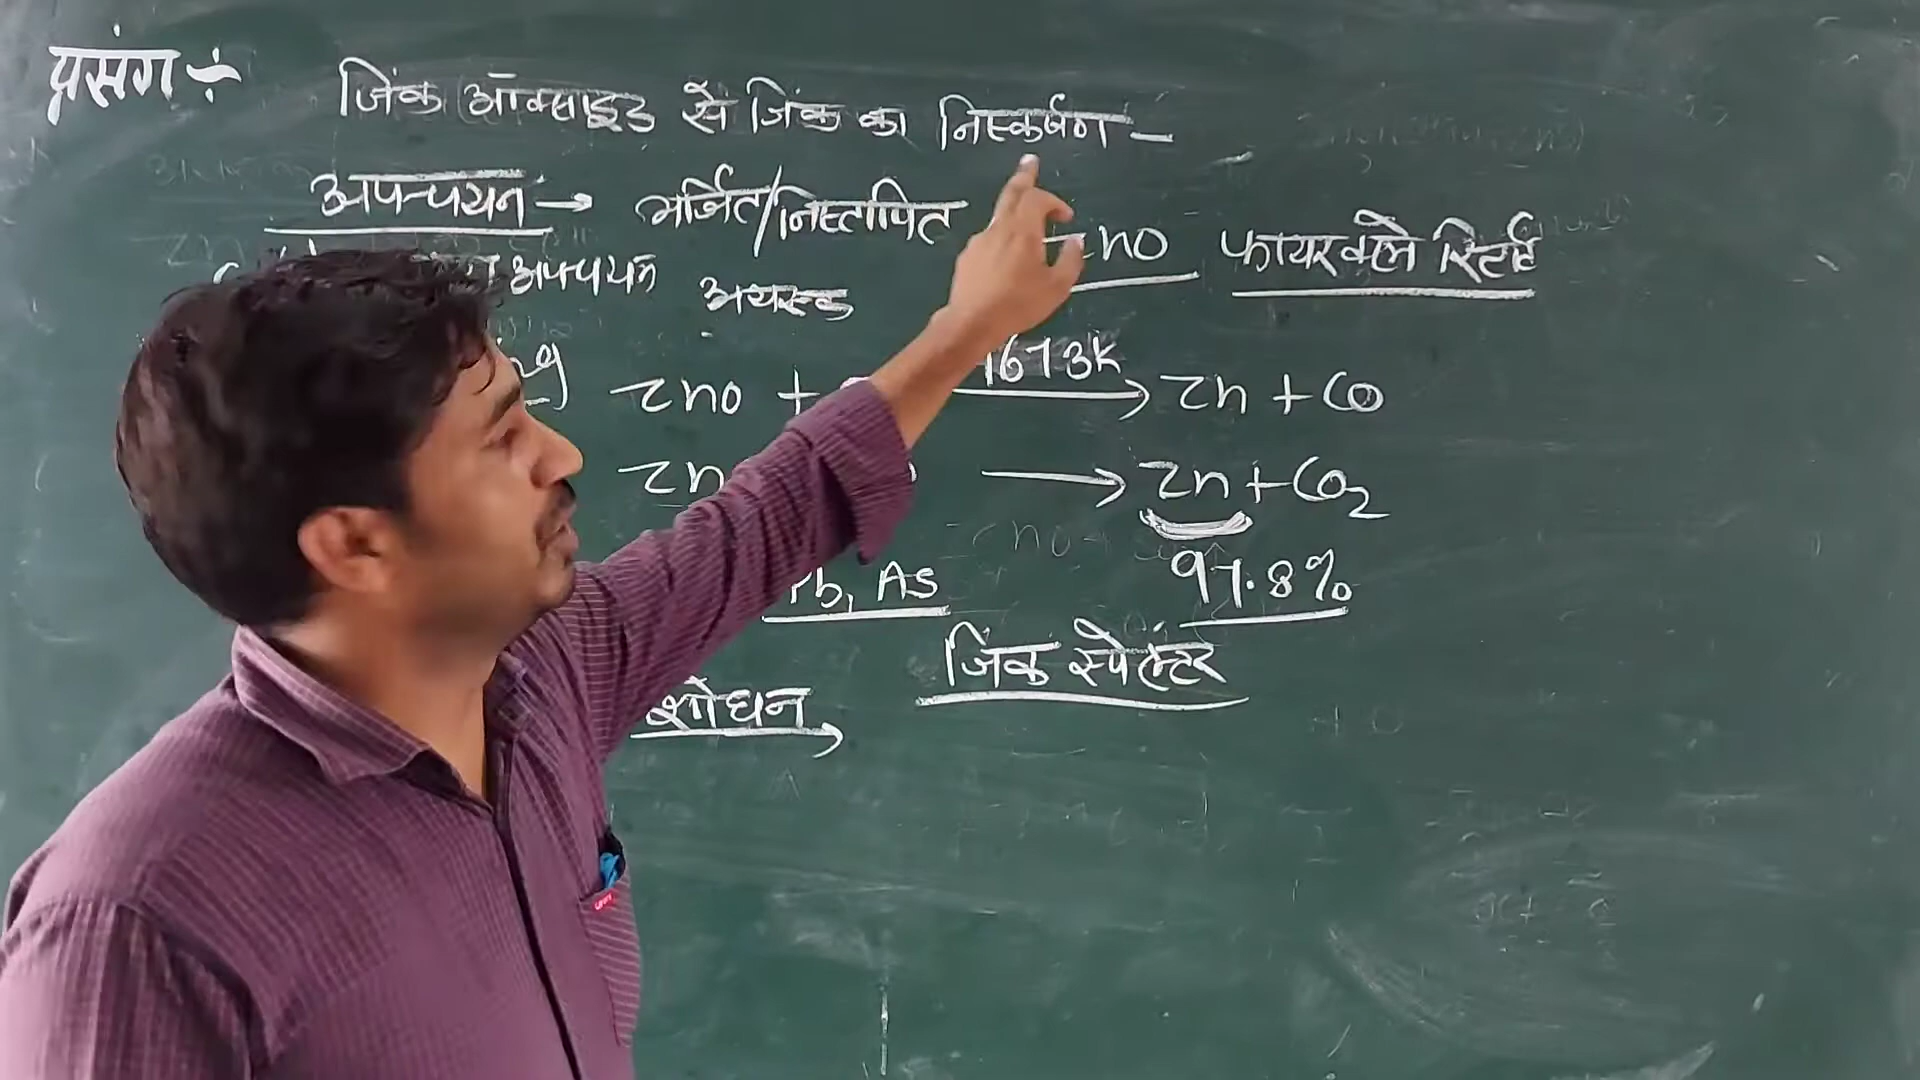 प्रसंग ÷
जिंक ऑक्साइड से जिंक का निस्कर्षण –
अपचयन → भर्जित/निस्तापित ZnO फायरक्ले रिटॉर्ट
अपचयन अयस्क
ZnO + 1673K → Zn + CO
Zn → Zn + CO2
Pb, As 97.8%
जिंक स्पेल्टर
शोधन →